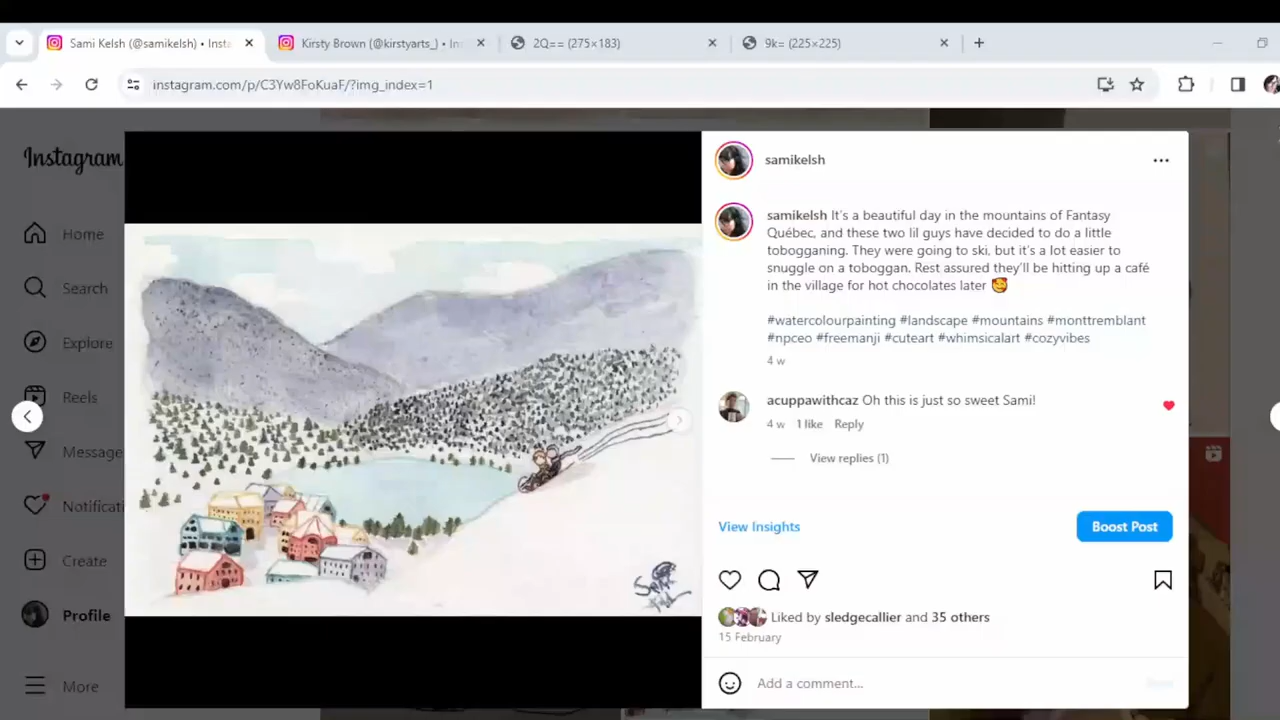 Sami Kelsh (@samikelsh) • Insta
Kirsty Brown (@kirstyarts_) • In
2Q== (275×183)
9k= (225×225)
instagram.com/p/C3Yw8FoKuaF/?img_index=1
Instagram
Home
Search
Explore
Reels
Message
Notificati
Create
Profile
More
samikelsh
samikelsh It's a beautiful day in the mountains of Fantasy
Québec, and these two lil guys have decided to do a little
tobogganing. They were going to ski, but it's a lot easier to
snuggle on a toboggan. Rest assured they'll be hitting up a café
in the village for hot chocolates later 🥰
#watercolourpainting #landscape #mountains #monttremblant
#npceo #freemanji #cuteart #whimsicalart #cozyvibes
4 w
acuppawithcaz Oh this is just so sweet Sami!
4 w 1 like Reply
View replies (1)
View Insights
Boost Post
Liked by sledgecallier and 35 others
15 February
Add a comment...